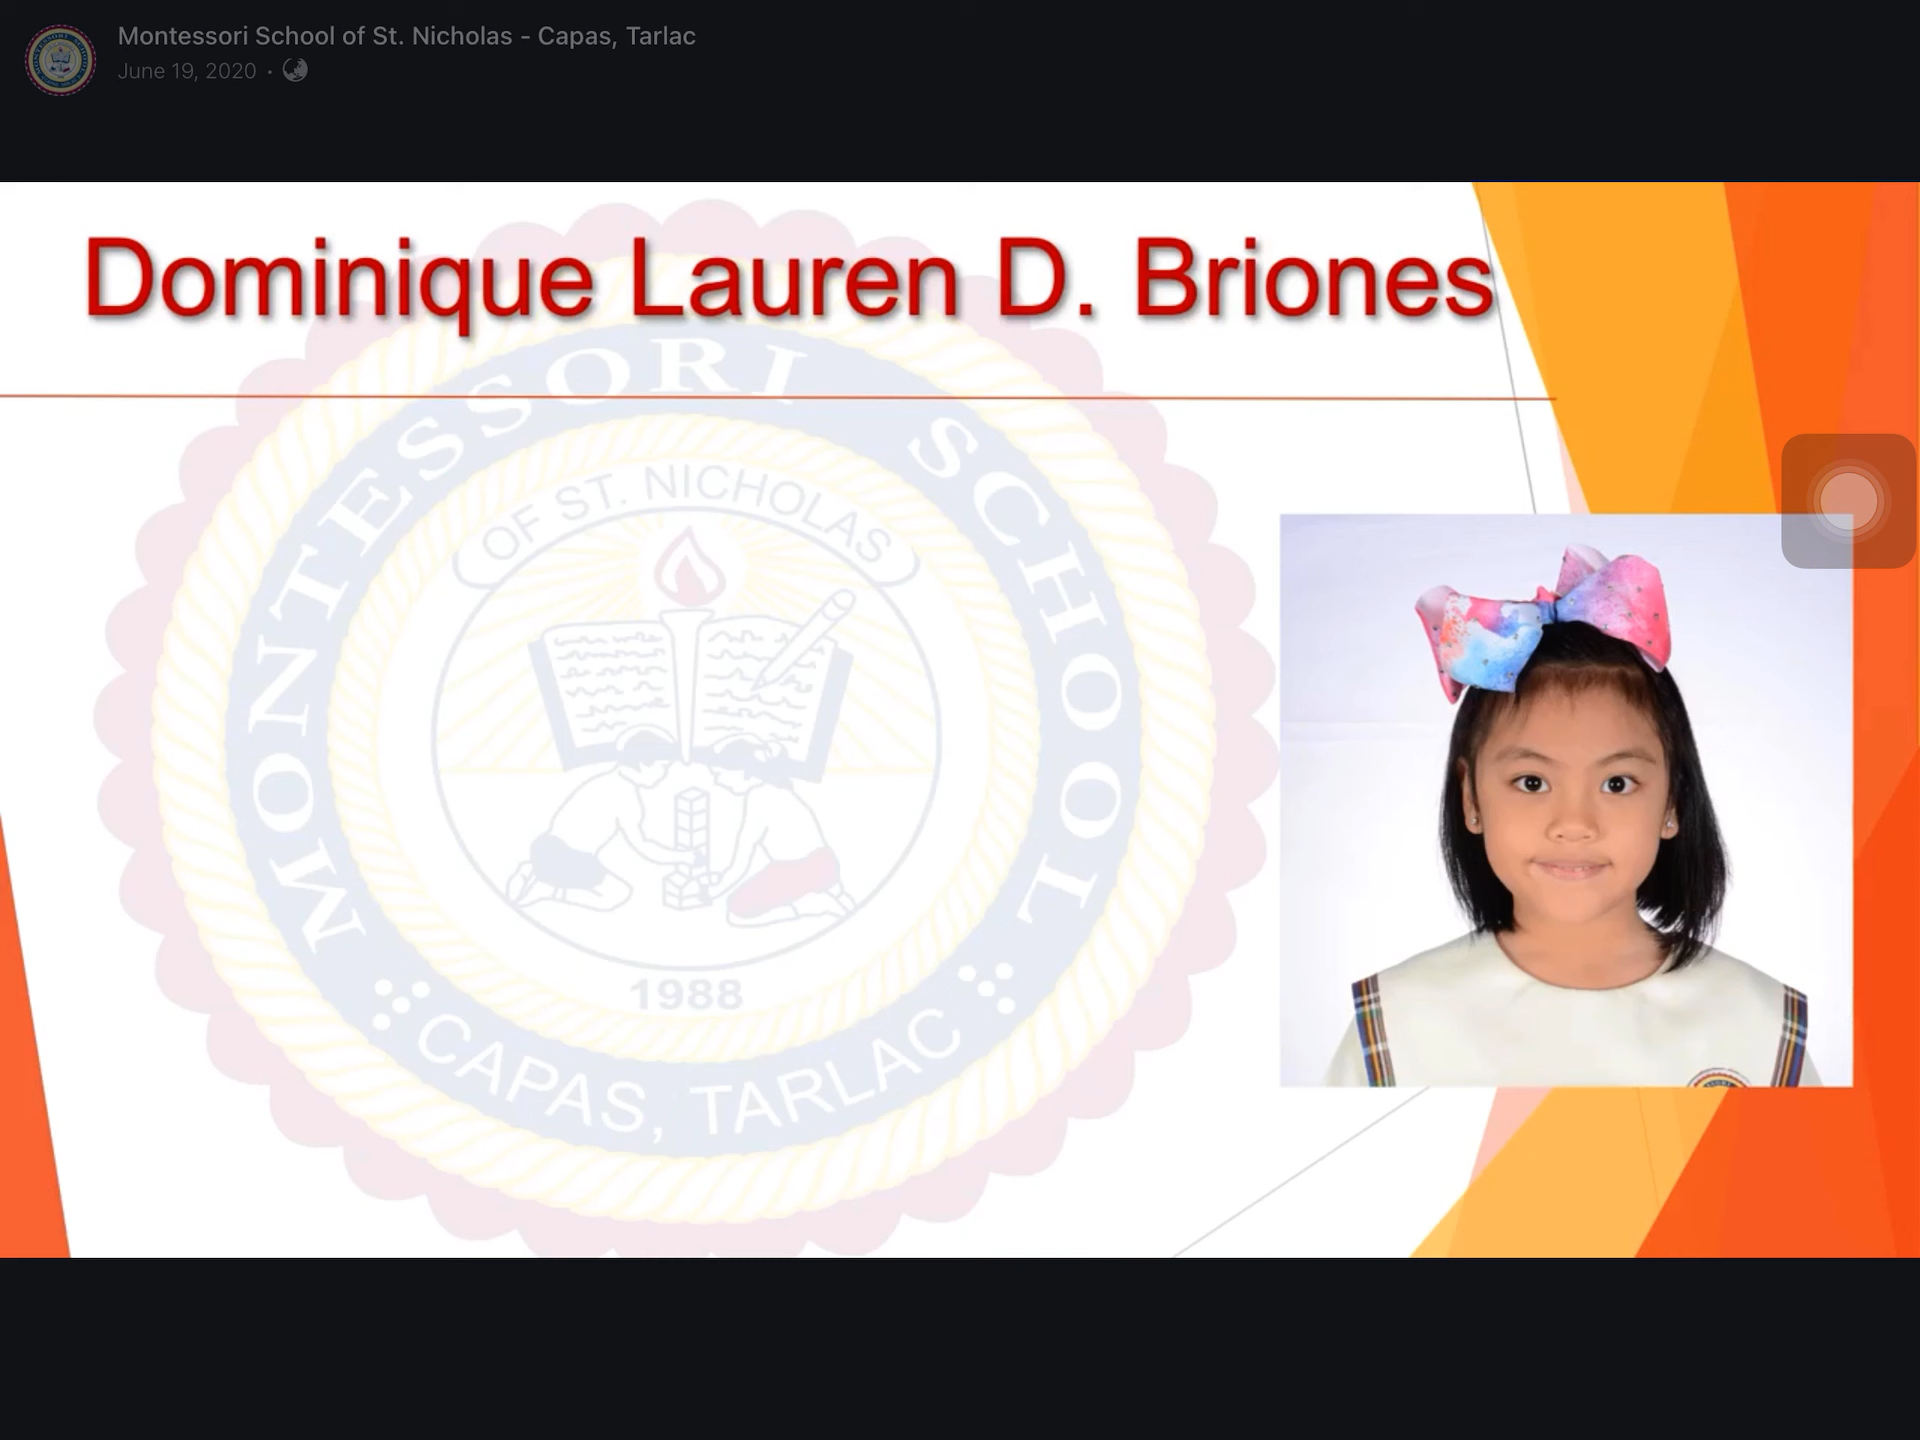 Montessori School of St. Nicholas - Capas, Tarlac
June 19, 2020 ·
Dominique Lauren D. Briones
MONTESSORI SCHOOL
OF ST. NICHOLAS
1988
CAPAS, TARLAC